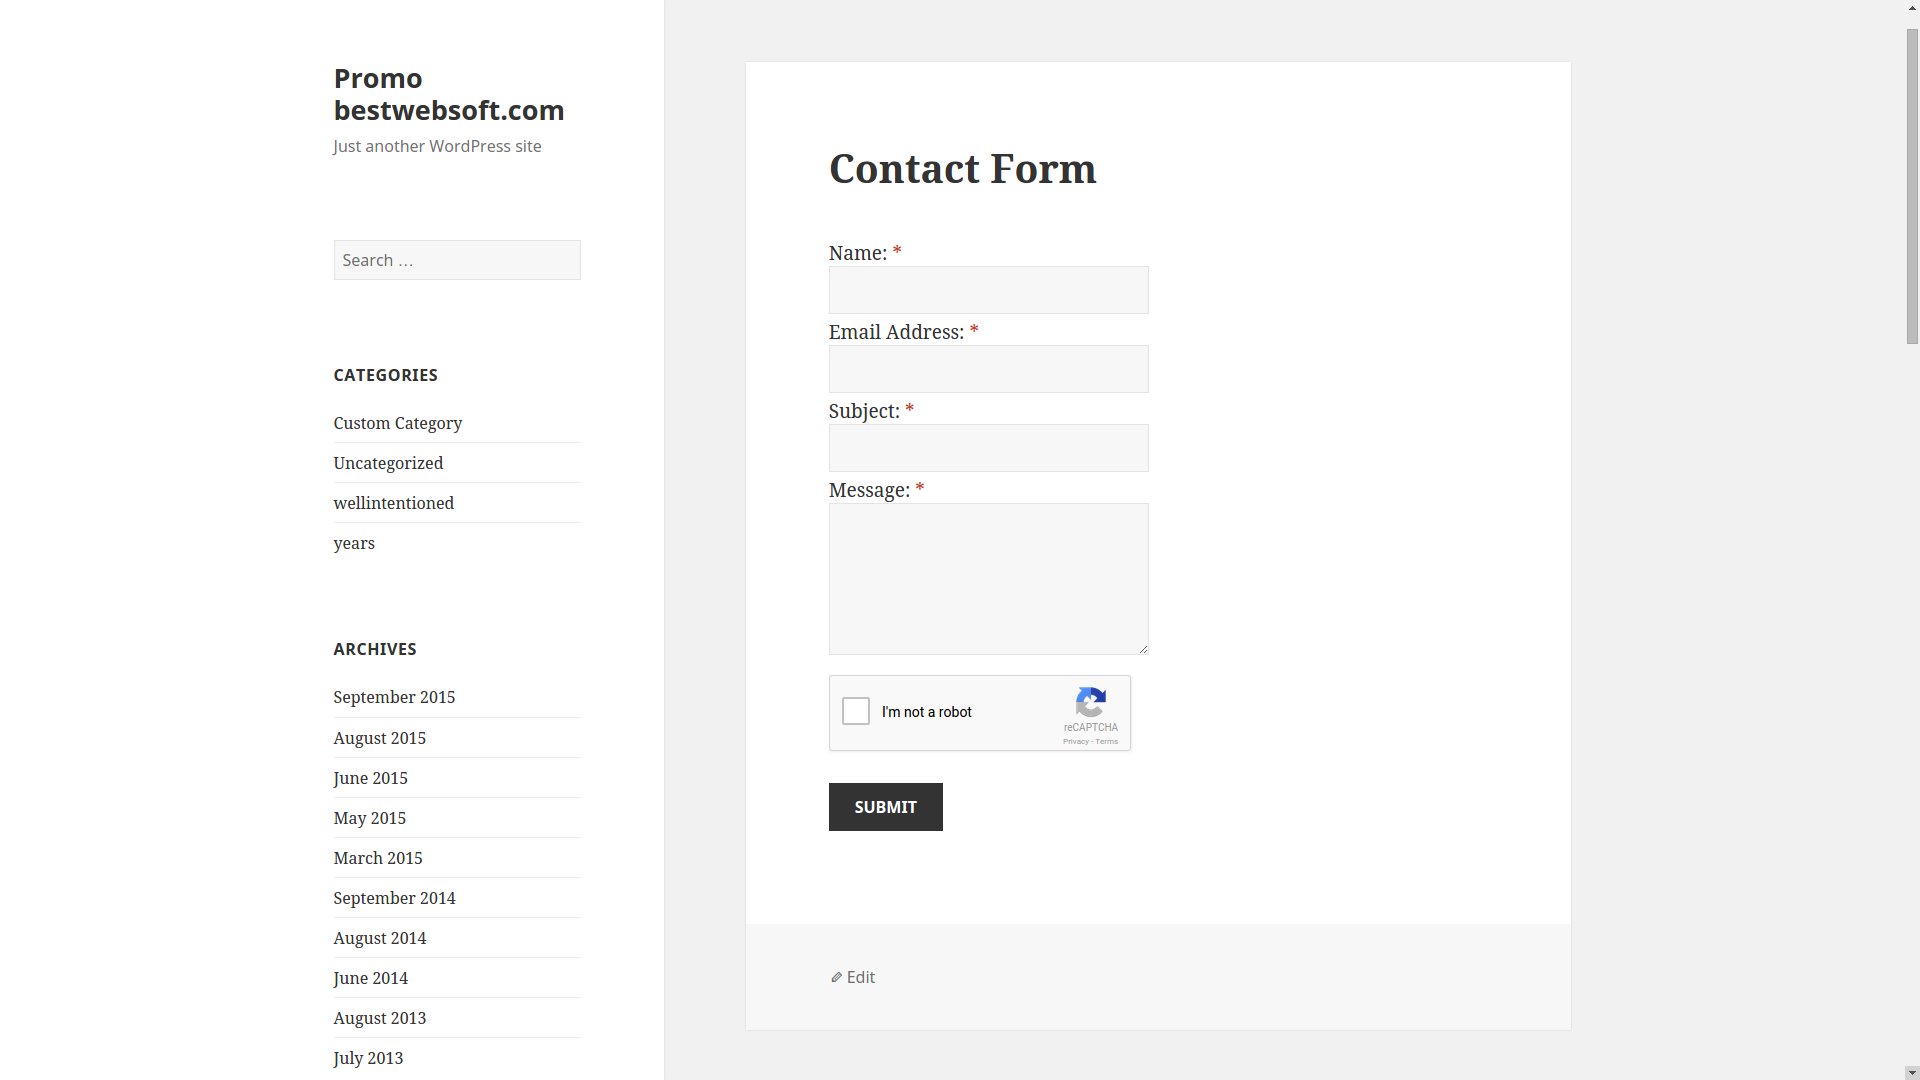 Promo
bestwebsoft.com
Just another WordPress site
Search …
CATEGORIES
Custom Category
Uncategorized
wellintentioned
years
ARCHIVES
September 2015
August 2015
June 2015
May 2015
March 2015
September 2014
August 2014
June 2014
August 2013
July 2013
Contact Form
Name: *
Email Address: *
Subject: *
Message: *
I'm not a robot
reCAPTCHA
Privacy - Terms
SUBMIT
Edit